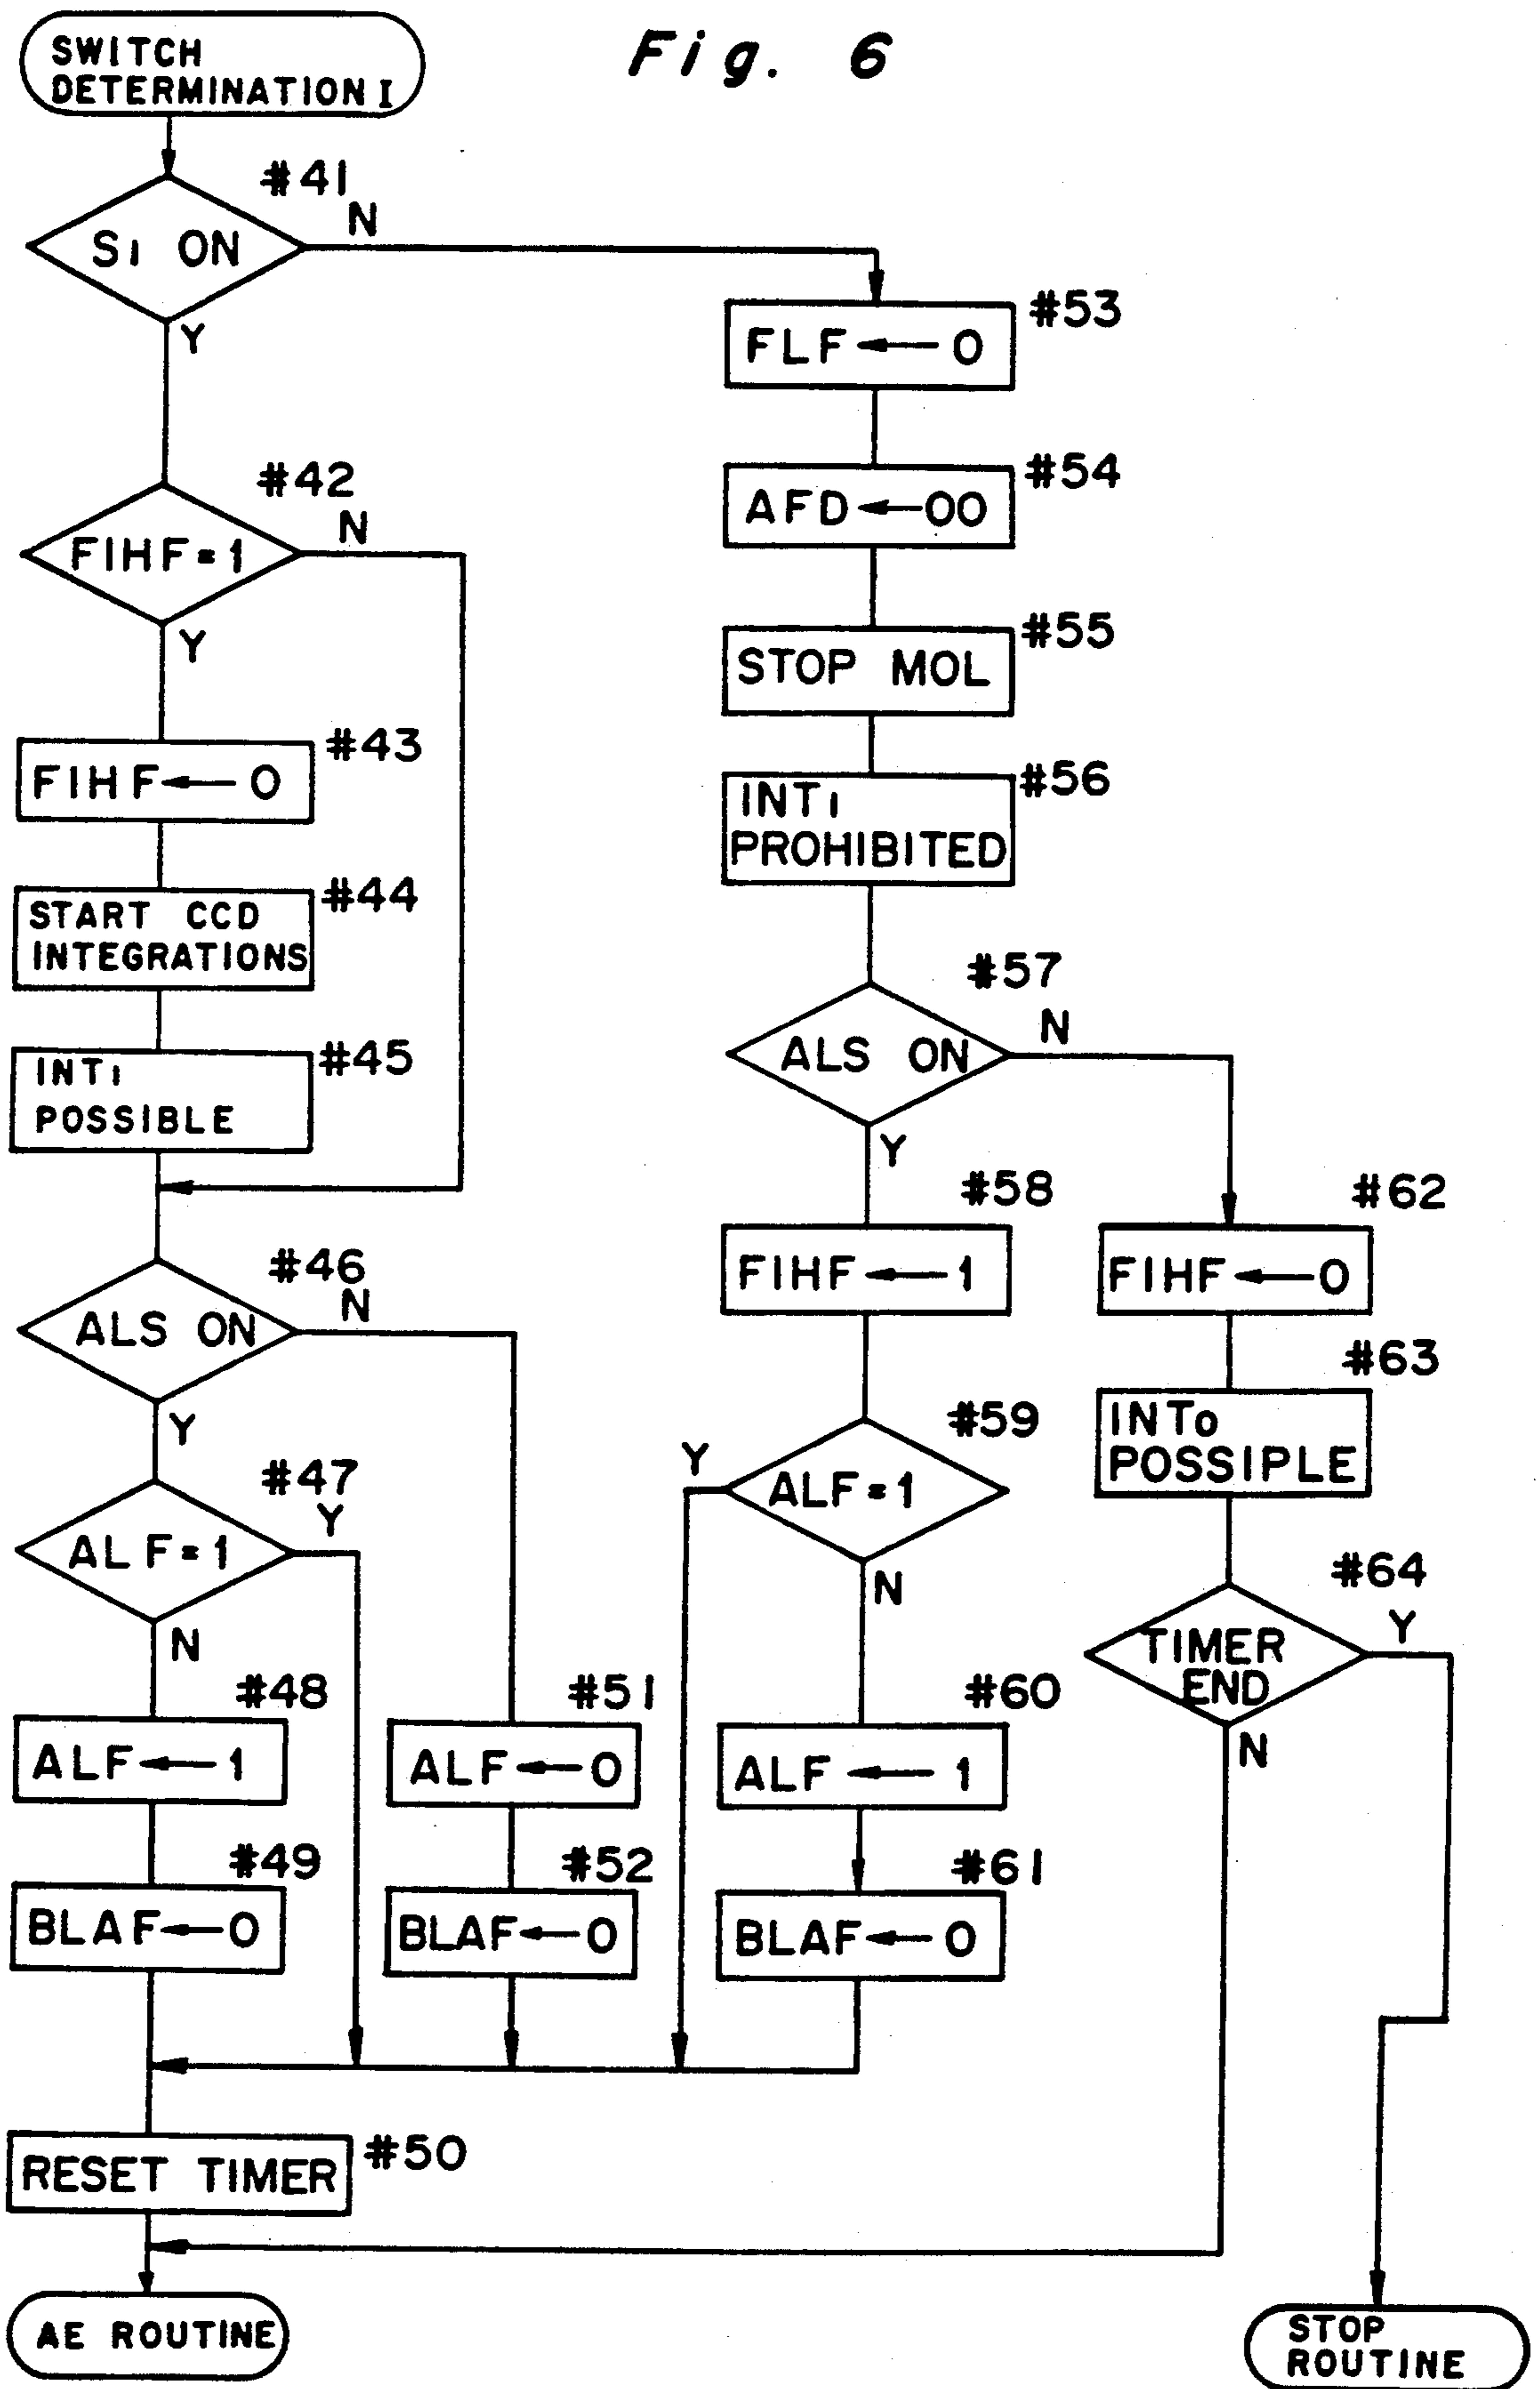 Fig. 6
SWITCH
DETERMINATION I
#41
S1 ON
N
Y
#42
FIHF=1
N
Y
#43
FIHF←0
#44
START CCD
INTEGRATIONS
#45
INT1
POSSIBLE
#46
ALS ON
N
Y
#47
ALF=1
Y
N
#48
ALF←1
#49
BLAF←0
#50
RESET TIMER
AE ROUTINE
#51
ALF←0
#52
BLAF←0
#53
FLF←0
#54
AFD←00
#55
STOP MOL
#56
INT1
PROHIBITED
#57
ALS ON
N
Y
#58
FIHF←1
#59
ALF=1
Y
N
#60
ALF←1
#61
BLAF←0
#62
FIHF←0
#63
INT0
POSSIPLE
#64
TIMER
END
Y
N
STOP
ROUTINE